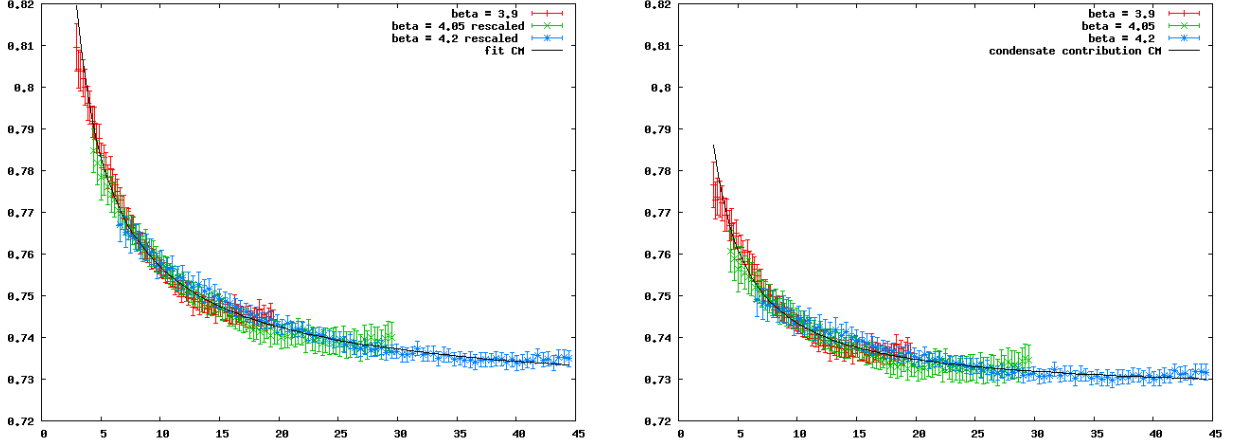 0.82
0.81
0.8
0.79
0.78
0.77
0.76
0.75
0.74
0.73
0.72
0 5 10 15 20 25 30 35 40 45
beta = 3.9
beta = 4.05 rescaled
beta = 4.2 rescaled
fit CM
0.82
0.81
0.8
0.79
0.78
0.77
0.76
0.75
0.74
0.73
0.72
0 5 10 15 20 25 30 35 40 45
beta = 3.9
beta = 4.05
beta = 4.2
condensate contribution CM